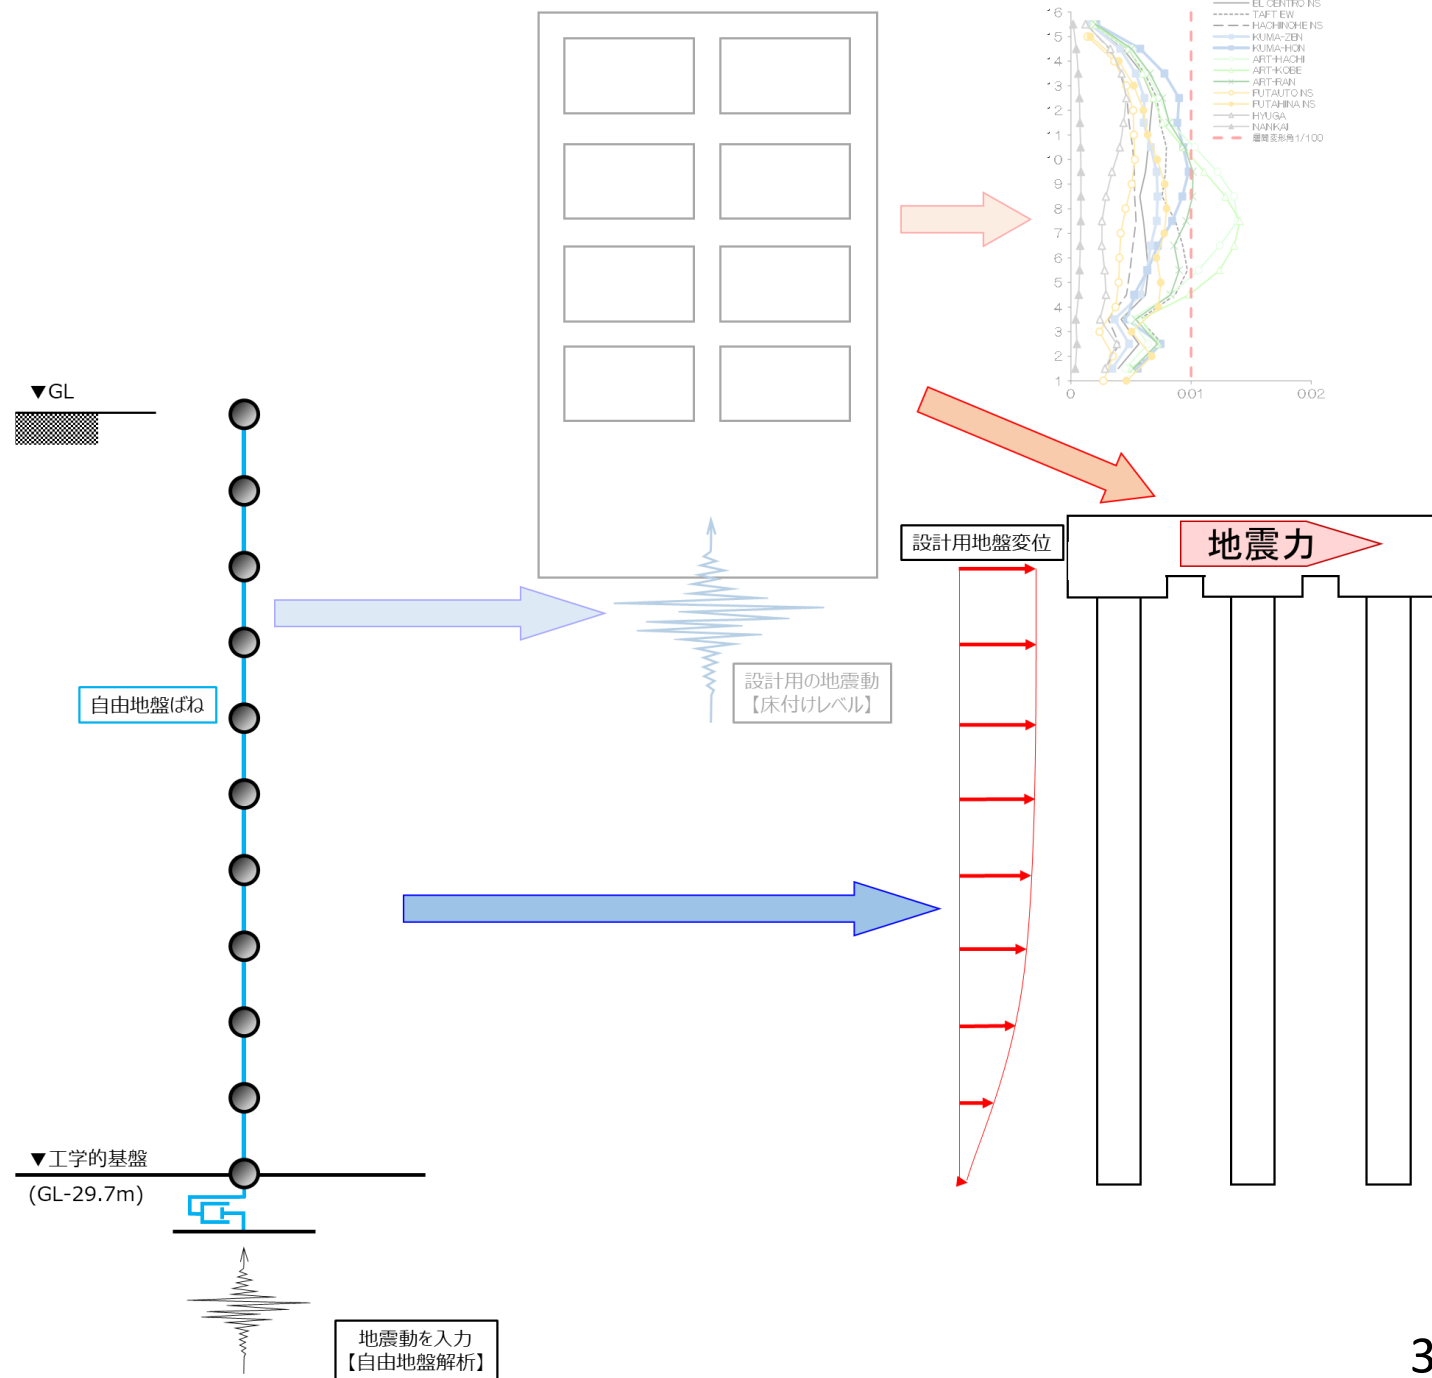 EL CENTRO NS
TAFT EW
HACHINOHE NS
KUMA-ZEN
KUMA-HON
ART-HACHI
ART-KOBE
ART-RAN
FUTAUTO NS
FUTAHINA NS
HYUGA
NANKAI
層間変形角1/100
16
15
14
13
12
11
10
9
8
7
6
5
4
3
2
1
0
0.01
0.02
▼GL
設計用地盤変位
地震力
設計用の地震動
【床付けレベル】
自由地盤ばね
▼工学的基盤
(GL-29.7m)
地震動を入力
【自由地盤解析】
3